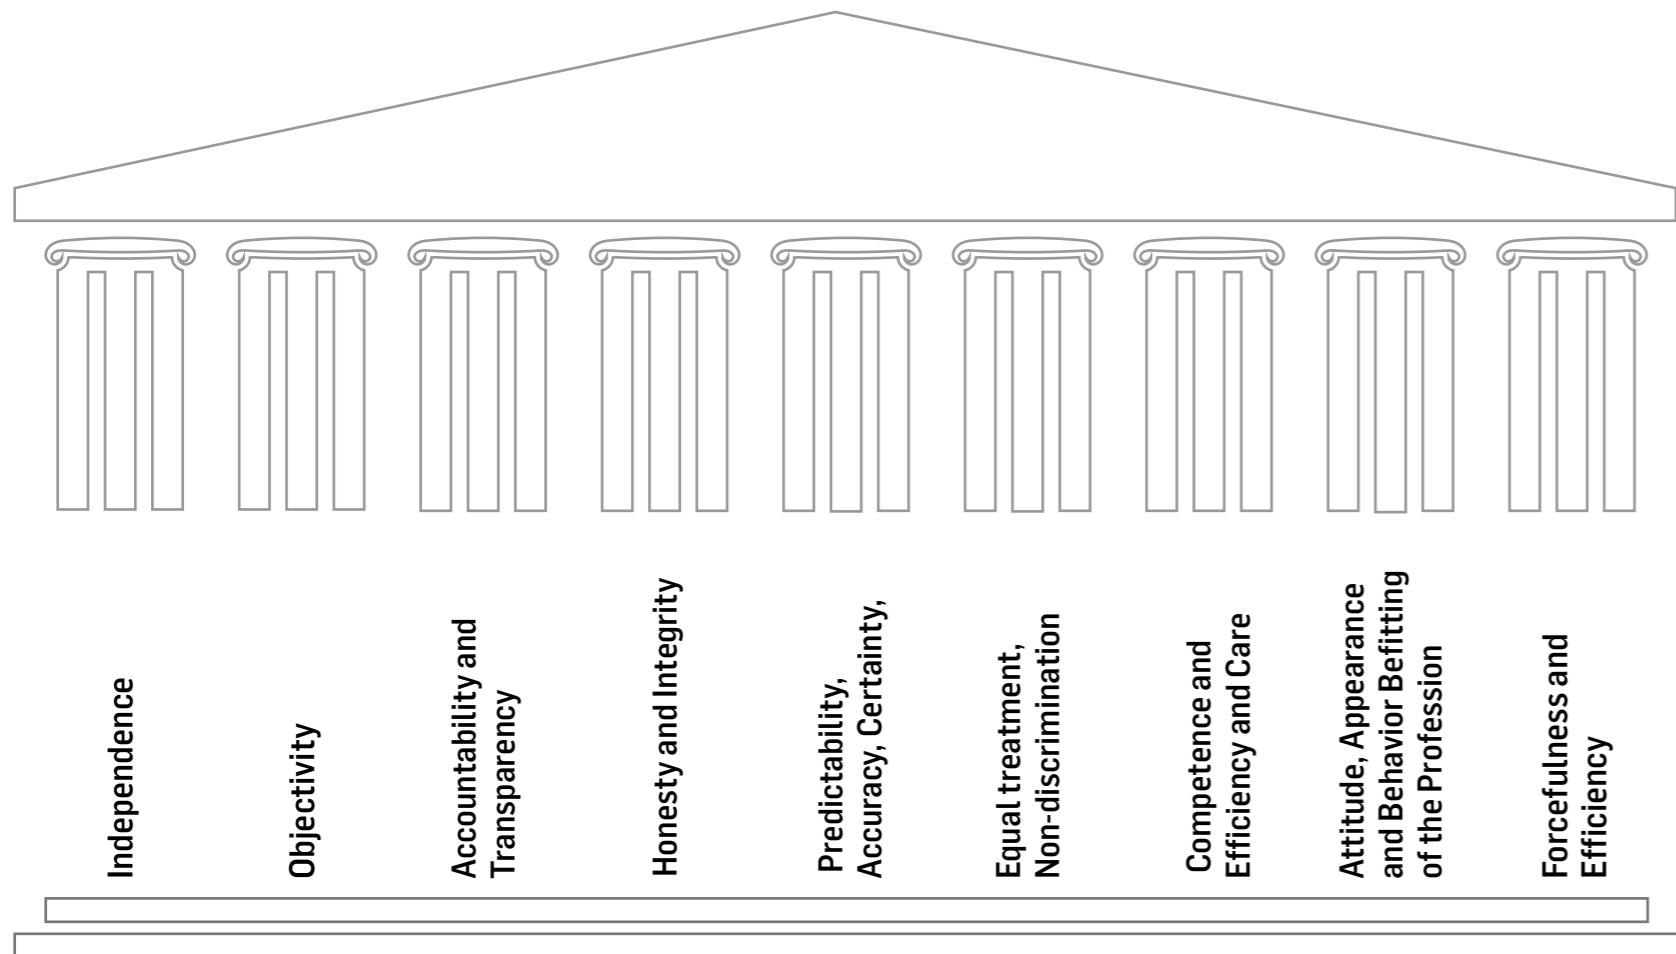 Independence
Objectivity
Accountability and
Transparency
Honesty and Integrity
Predictability,
Accuracy, Certainty,
Equal treatment,
Non-discrimination
Competence and
Efficiency and Care
Attitude, Appearance
and Behavior Befitting
of the Profession
Forcefulness and
Efficiency